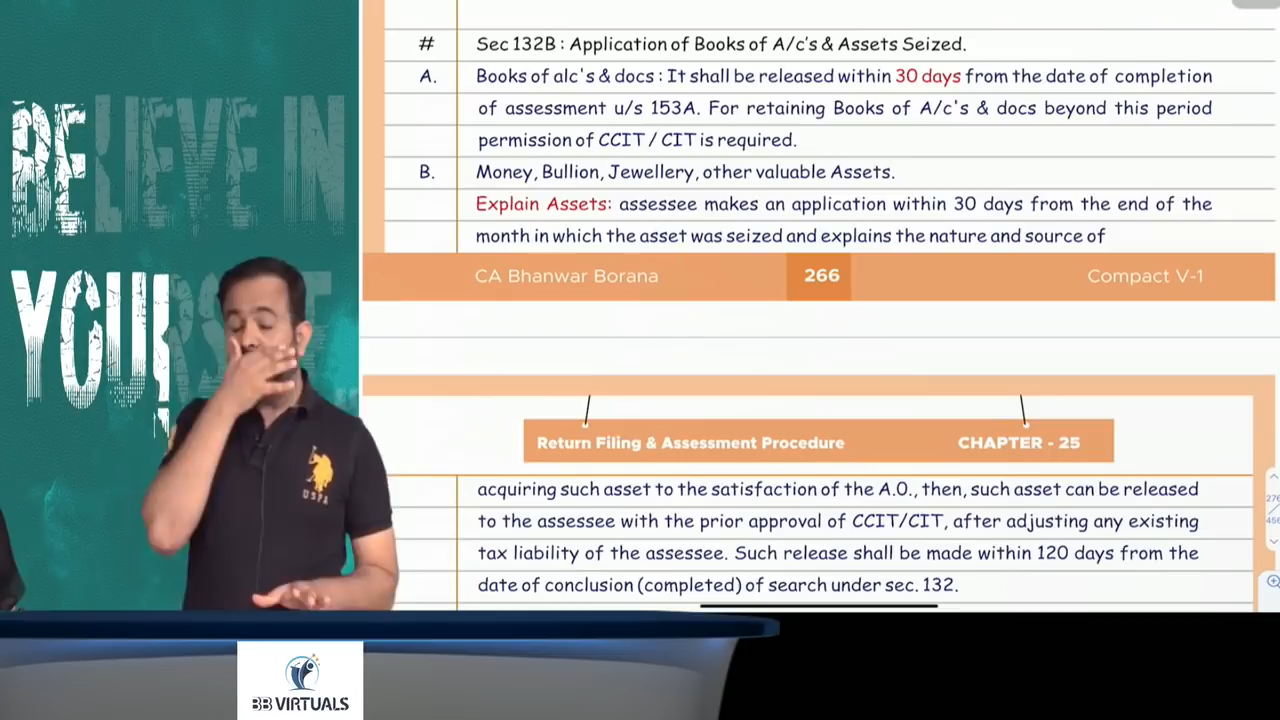 BELIEVE IN
YOURS
USPA
BB VIRTUALS
# Sec 132B : Application of Books of A/c's & Assets Seized.
A. Books of alc's & docs : It shall be released within 30 days from the date of completion
of assessment u/s 153A. For retaining Books of A/c's & docs beyond this period
permission of CCIT / CIT is required.
B. Money, Bullion, Jewellery, other valuable Assets.
Explain Assets: assessee makes an application within 30 days from the end of the
month in which the asset was seized and explains the nature and source of
CA Bhanwar Borana 266 Compact V-1
Return Filing & Assessment Procedure CHAPTER - 25
acquiring such asset to the satisfaction of the A.O., then, such asset can be released
to the assessee with the prior approval of CCIT/CIT, after adjusting any existing
tax liability of the assessee. Such release shall be made within 120 days from the
date of conclusion (completed) of search under sec. 132.
276
456